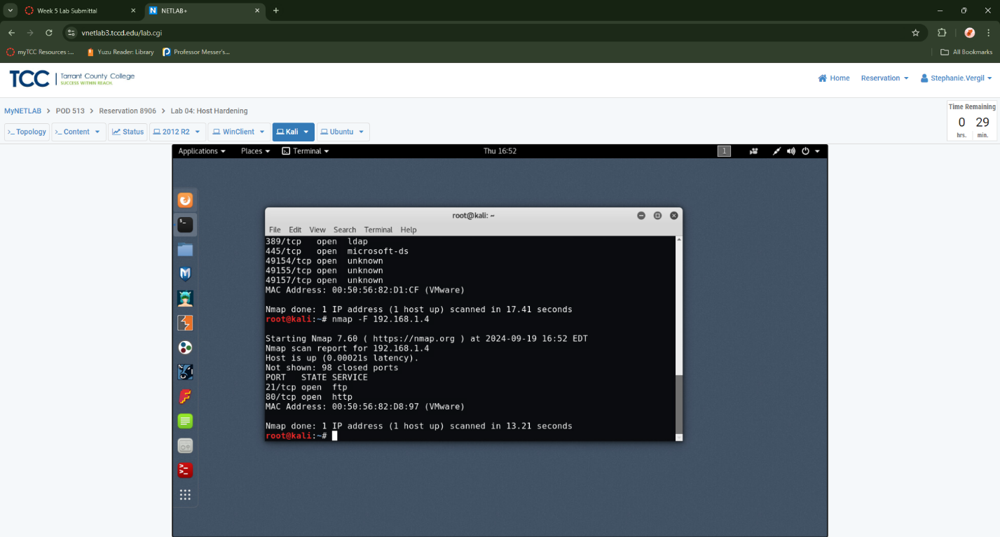 Week 5 Lab Submittal
NETLAB+
vnetlab3.tccd.edu/lab.cgi
myTCC Resources :...
Yuzu Reader: Library
Professor Messer's...
All Bookmarks
TCC
Tarrant County College
SUCCESS WITHIN REACH.
Home
Reservation
Stephanie.Vergil
MyNETLAB > POD 513 > Reservation 8906 > Lab 04: Host Hardening
Time Remaining
0 29
hrs. min.
Topology
Content
Status
2012 R2
WinClient
Kali
Ubuntu
Applications
Places
Terminal
Thu 16:52
1
root@kali: ~
File Edit View Search Terminal Help
389/tcp   open  ldap
445/tcp   open  microsoft-ds
49154/tcp open  unknown
49155/tcp open  unknown
49157/tcp open  unknown
MAC Address: 00:50:56:82:D1:CF (VMware)
Nmap done: 1 IP address (1 host up) scanned in 17.41 seconds
root@kali:~# nmap -F 192.168.1.4
Starting Nmap 7.60 ( https://nmap.org ) at 2024-09-19 16:52 EDT
Nmap scan report for 192.168.1.4
Host is up (0.00021s latency).
Not shown: 98 closed ports
PORT   STATE SERVICE
21/tcp open  ftp
80/tcp open  http
MAC Address: 00:50:56:82:D8:97 (VMware)
Nmap done: 1 IP address (1 host up) scanned in 13.21 seconds
root@kali:~#